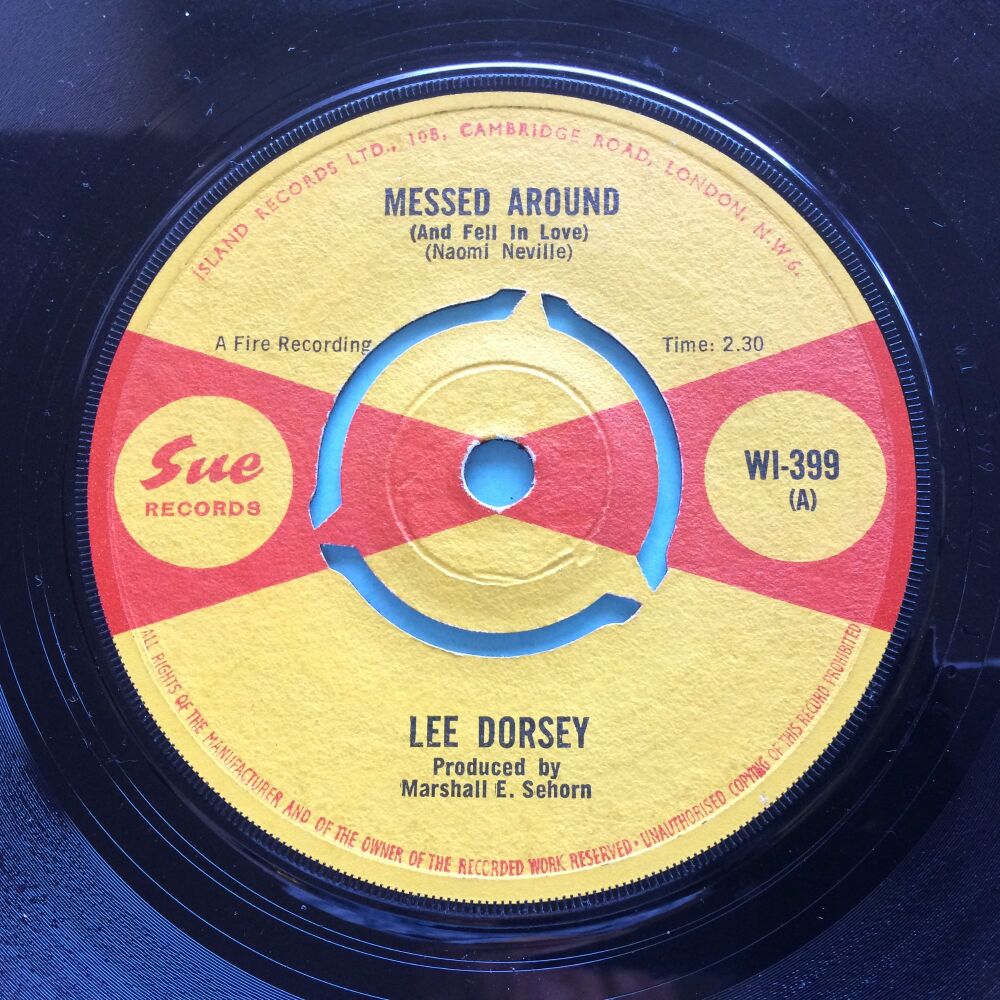 ISLAND RECORDS LTD., 108, CAMBRIDGE ROAD, LONDON, N.W.6.
MESSED AROUND
(And Fell In Love)
(Naomi Neville)
A Fire Recording
Time: 2.30
Sue
RECORDS
WI-399
(A)
LEE DORSEY
Produced by
Marshall E. Sehorn
ALL RIGHTS OF THE MANUFACTURER AND OF THE OWNER OF THE RECORDED WORK RESERVED • UNAUTHORISED COPYING OF THIS RECORD PROHIBITED